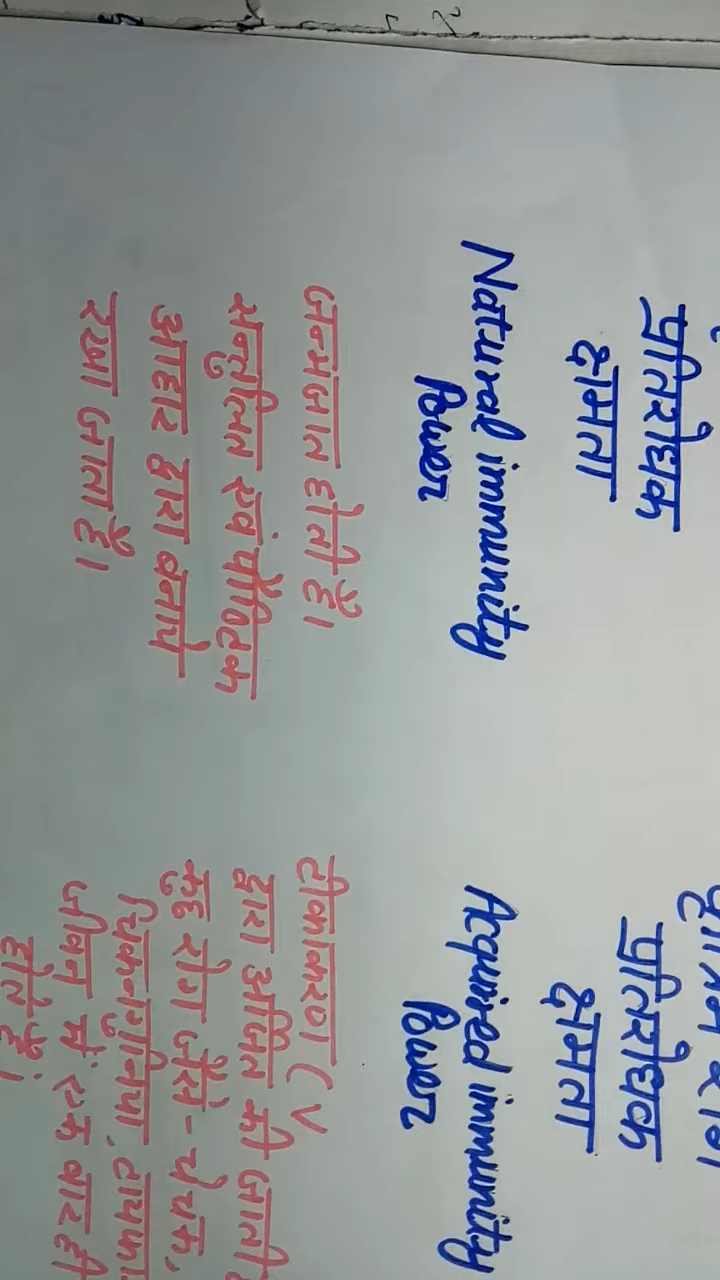 प्रतिरोधक
क्षमता
Natural immunity
Power
जन्मजात होती है।
सन्तुलित एवं पौष्टिक
आहार द्वारा बनाये
रखा जाता है।
प्रतिरोधक
क्षमता
Acquired immunity
Power
टीकाकरण (V
द्वारा अर्जित की जाती
कुछ रोग जैसे - चेचक,
चिकनगुनिया,
जीवन में एक बार ही
होते हैं।